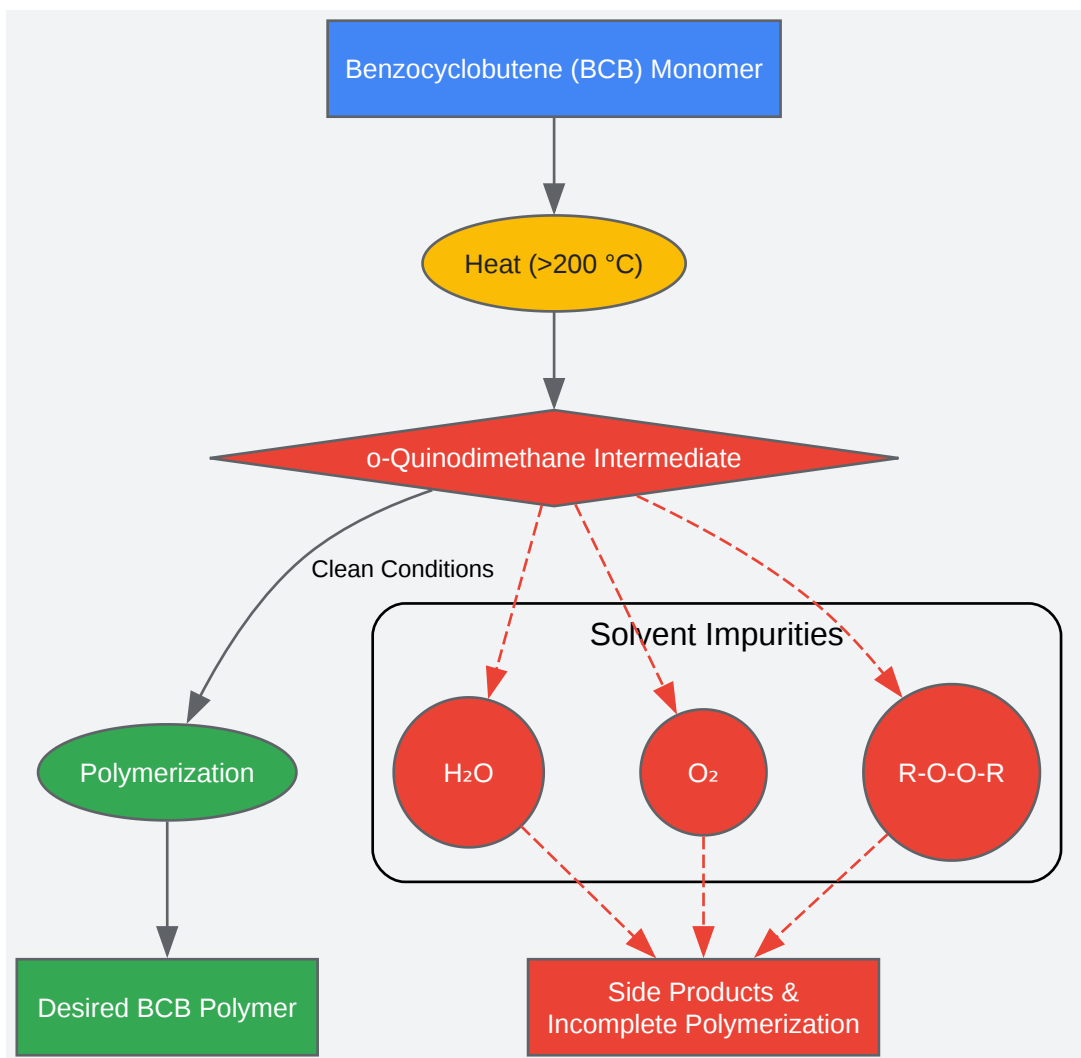 Benzocyclobutene (BCB) Monomer
Heat (>200 °C)
o-Quinodimethane Intermediate
Clean Conditions
Solvent Impurities
Polymerization
H₂O
O₂
R-O-O-R
Desired BCB Polymer
Side Products &
Incomplete Polymerization